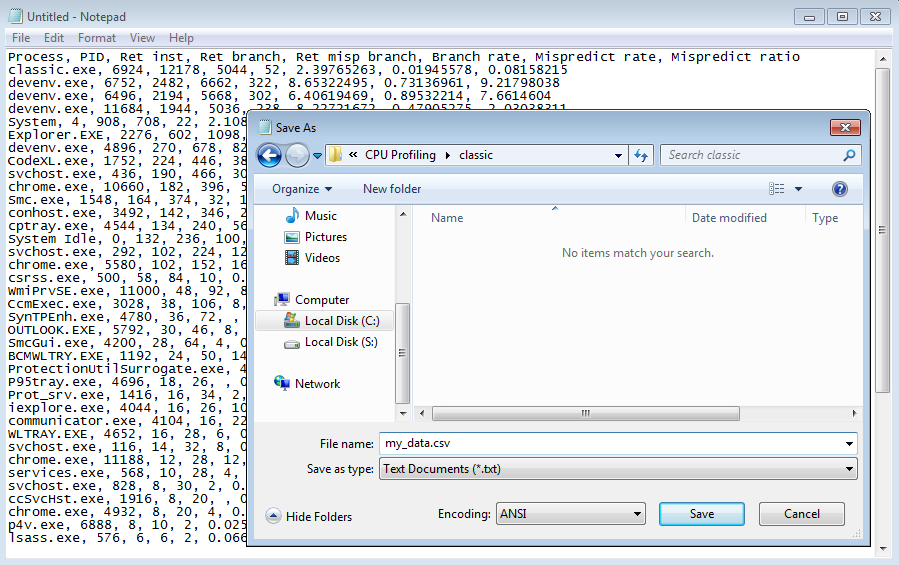 Untitled - Notepad
File Edit Format View Help
Process, PID, Ret inst, Ret branch, Ret misp branch, Branch rate, Mispredict rate, Mispredict ratio
classic.exe, 6924, 12178, 5044, 52, 2.39765263, 0.01945578, 0.08158215
devenv.exe, 6752, 2482, 6662, 322, 8.65322495, 0.73136961, 9.21798038
devenv.exe, 6496, 2194, 5668, 302, 6.40619469, 0.89532214, 7.6614604
devenv.exe, 11684, 1944, 5036, 238, 8.22721672, 0.47905275, 2.03038311
System, 4, 908, 708, 22, 2.108
Explorer.EXE, 2276, 602, 1098,
devenv.exe, 4896, 270, 678, 82
CodeXL.exe, 1752, 224, 446, 38
svchost.exe, 436, 190, 466, 30
chrome.exe, 10660, 182, 396, 5
Smc.exe, 1548, 164, 374, 32, 1
conhost.exe, 3492, 142, 346, 2
cptray.exe, 4544, 134, 240, 56
System Idle, 0, 132, 236, 100,
svchost.exe, 292, 102, 224, 12
chrome.exe, 5580, 102, 152, 16
csrss.exe, 500, 58, 84, 10, 0.
WmiPrvSE.exe, 11000, 48, 92, 8
CcmExec.exe, 3028, 38, 106, 8,
SynTPEnh.exe, 4780, 36, 72, ,
OUTLOOK.EXE, 5792, 30, 46, 8,
SmcGui.exe, 4200, 28, 64, 4, 0
BCMWLTRY.EXE, 1192, 24, 50, 14
ProtectionUtilSurrogate.exe, 4
P95tray.exe, 4696, 18, 26, , 0
Prot_srv.exe, 1416, 16, 34, 2,
iexplore.exe, 4044, 16, 26, 10
communicator.exe, 4104, 16, 22
WLTRAY.EXE, 4652, 16, 28, 6, 0
svchost.exe, 116, 14, 32, 8, 0
chrome.exe, 11188, 12, 28, 12,
services.exe, 568, 10, 28, 4,
svchost.exe, 828, 8, 30, 2, 0.
ccSvcHst.exe, 1916, 8, 20, , 0
chrome.exe, 4932, 8, 20, 4, 0.
p4v.exe, 6888, 8, 10, 2, 0.025
lsass.exe, 576, 6, 6, 2, 0.066
Save As
« CPU Profiling classic
Search classic
Organize New folder
Music
Pictures
Videos
Computer
Local Disk (C:)
Local Disk (S:)
Network
Name Date modified Type
No items match your search.
File name: my_data.csv
Save as type: Text Documents (*.txt)
Hide Folders Encoding: ANSI Save Cancel